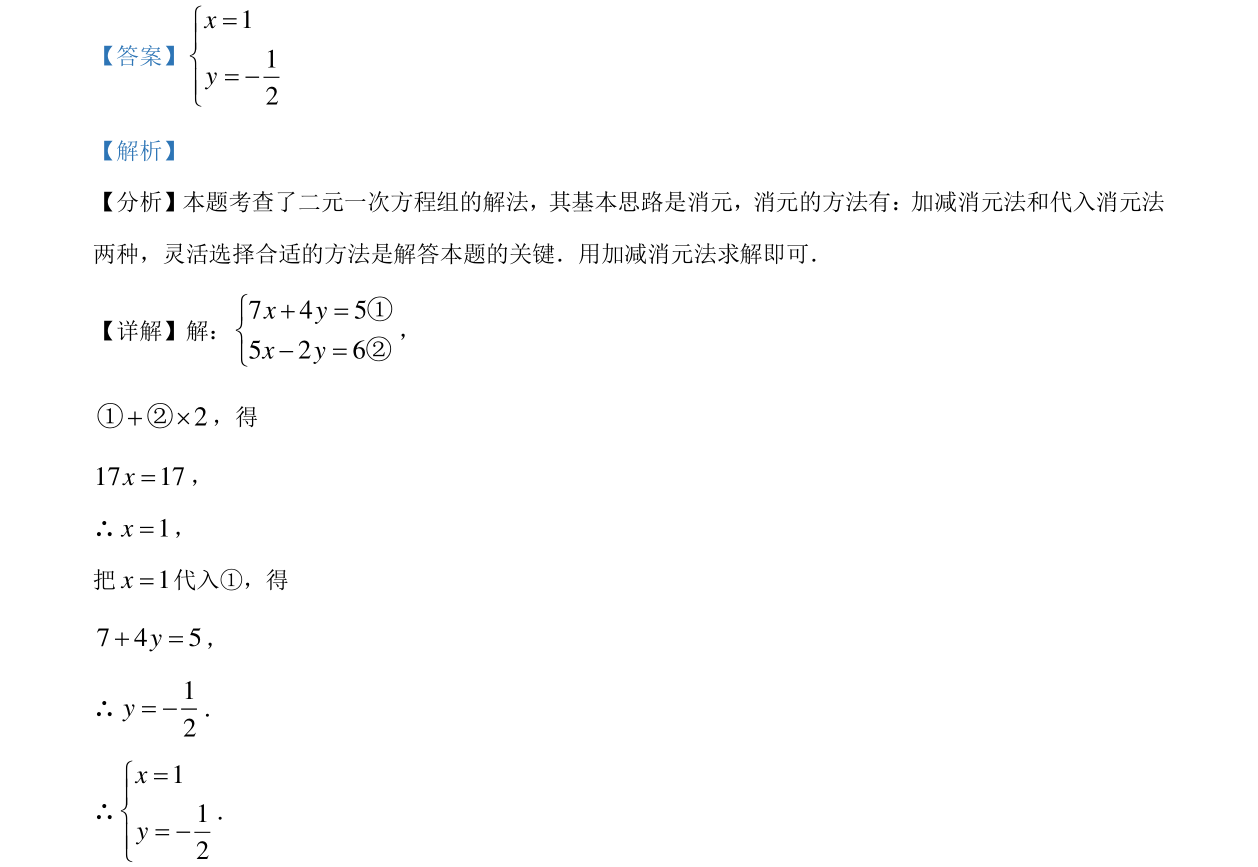 【答案】{x=1
y=-1/2
【解析】
【分析】本题考查了二元一次方程组的解法，其基本思路是消元，消元的方法有：加减消元法和代入消元法
两种，灵活选择合适的方法是解答本题的关键．用加减消元法求解即可．
【详解】解：{7x+4y=5①
5x-2y=6②，
①+②×2，得
17x=17，
∴x=1，
把x=1代入①，得
7+4y=5，
∴y=-1/2．
∴{x=1
y=-1/2．